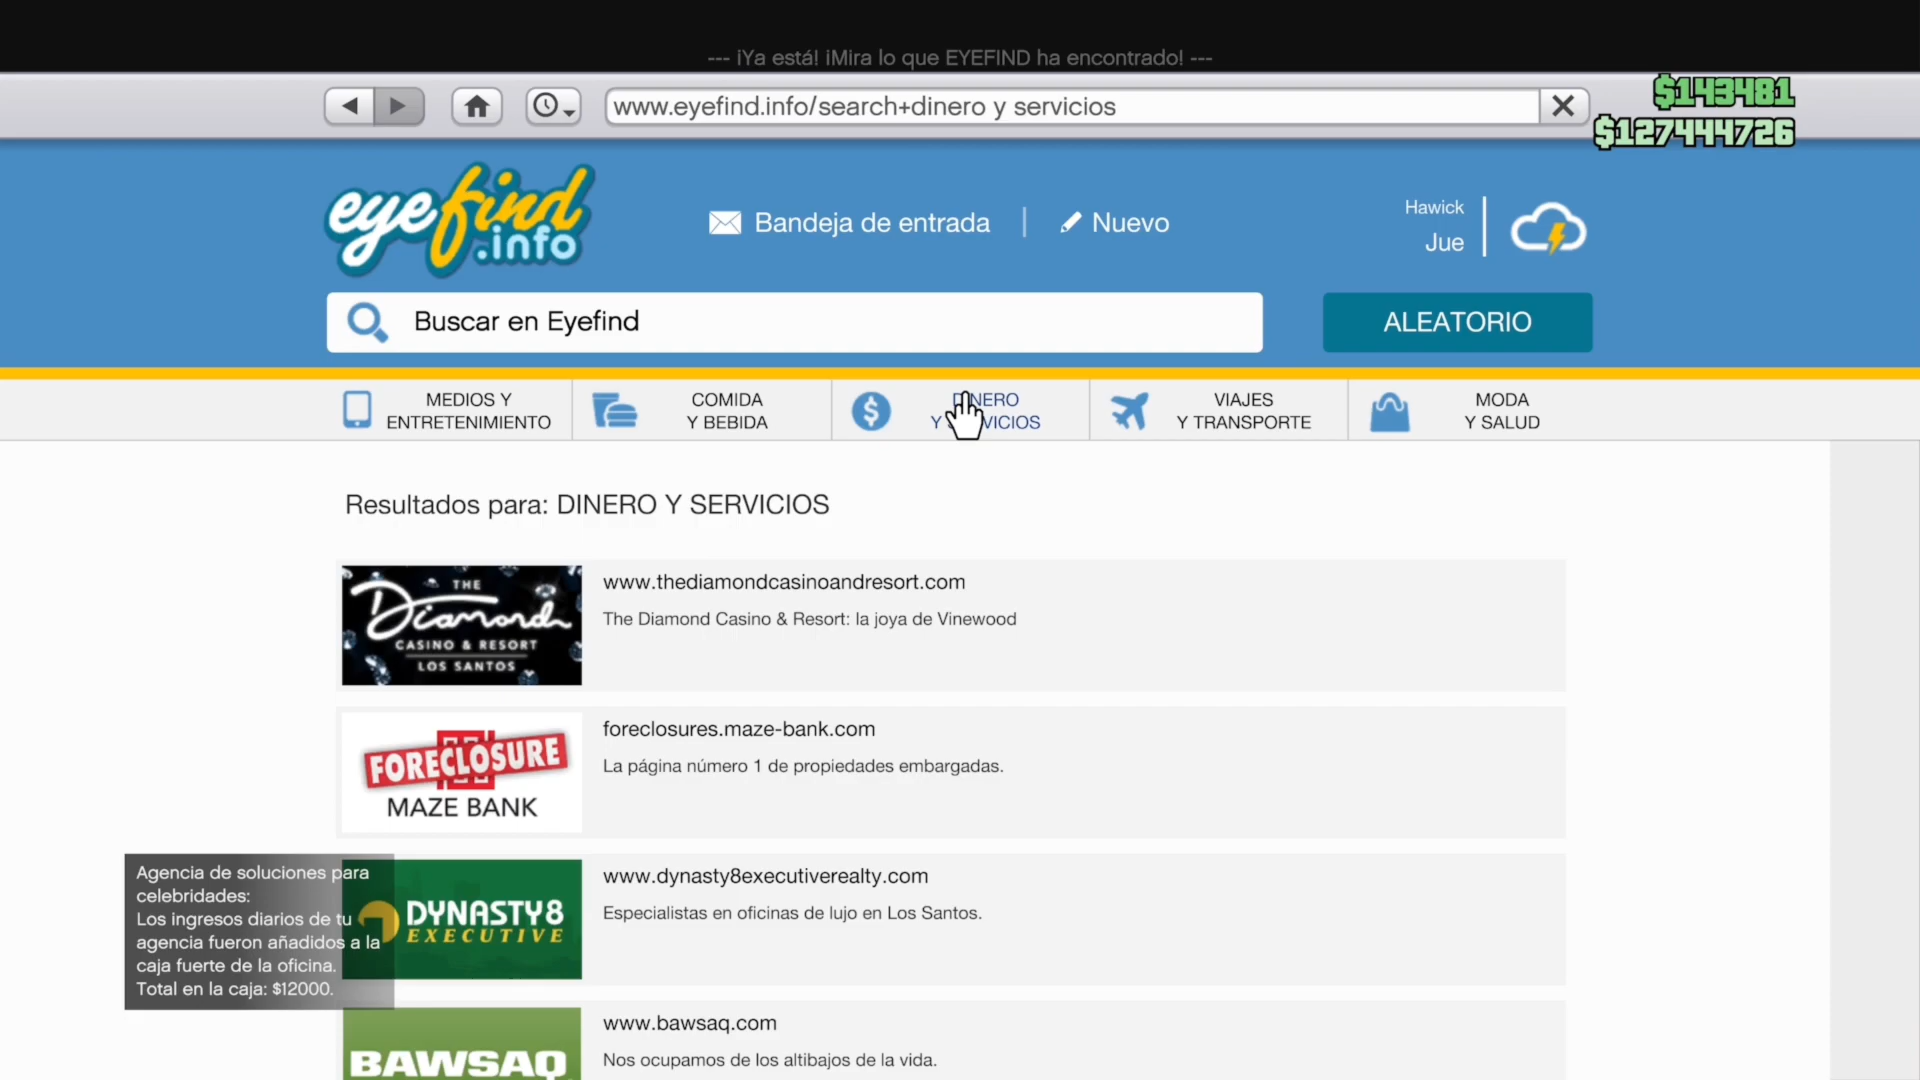 --- ¡Ya está! ¡Mira lo que EYEFIND ha encontrado! ---
www.eyefind.info/search+dinero y servicios
$143481
$127444726
eyefind
.info
Bandeja de entrada
Nuevo
Hawick
Jue
Buscar en Eyefind
ALEATORIO
MEDIOS Y
ENTRETENIMIENTO
COMIDA
Y BEBIDA
DINERO
Y SERVICIOS
VIAJES
Y TRANSPORTE
MODA
Y SALUD
Resultados para: DINERO Y SERVICIOS
THE
Diamond
CASINO & RESORT
LOS SANTOS
www.thediamondcasinoandresort.com
The Diamond Casino & Resort: la joya de Vinewood
FORECLOSURE
MAZE BANK
foreclosures.maze-bank.com
La página número 1 de propiedades embargadas.
Agencia de soluciones para
celebridades:
Los ingresos diarios de tu
agencia fueron añadidos a la
caja fuerte de la oficina.
Total en la caja: $12000.
DYNASTY8
EXECUTIVE
www.dynasty8executiverealty.com
Especialistas en oficinas de lujo en Los Santos.
BAWSAQ
www.bawsaq.com
Nos ocupamos de los altibajos de la vida.